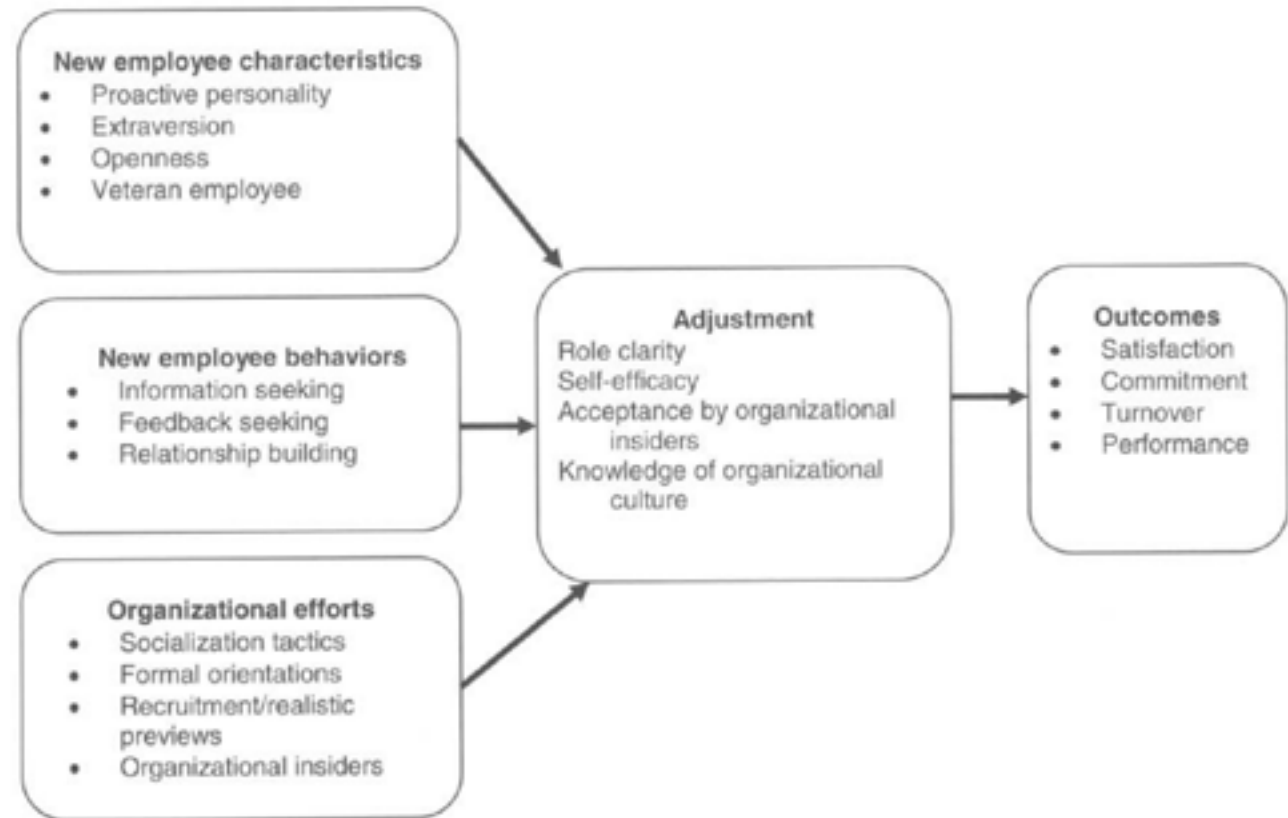 New employee characteristics
• Proactive personality
• Extraversion
• Openness
• Veteran employee
New employee behaviors
• Information seeking
• Feedback seeking
• Relationship building
Organizational efforts
• Socialization tactics
• Formal orientations
• Recruitment/realistic
previews
• Organizational insiders
Adjustment
Role clarity
Self-efficacy
Acceptance by organizational
insiders
Knowledge of organizational
culture
Outcomes
• Satisfaction
• Commitment
• Turnover
• Performance